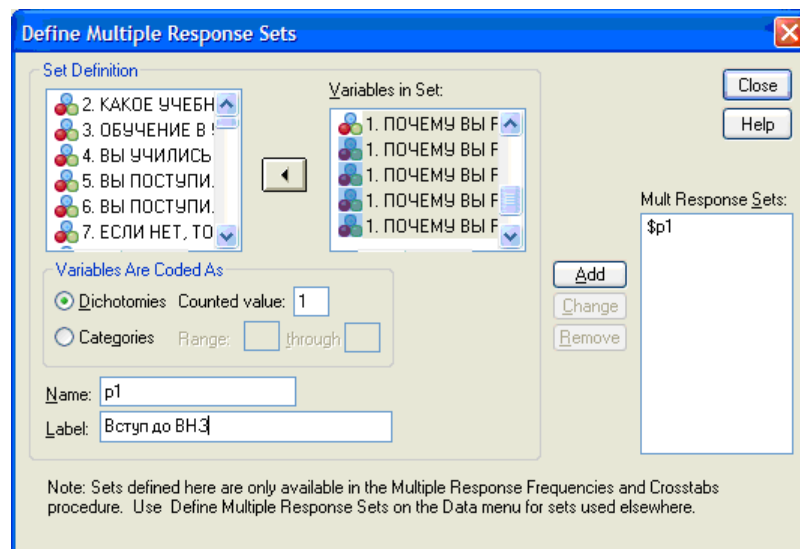 Define Multiple Response Sets
Set Definition
2. КАКОЕ УЧЕБН
3. ОБУЧЕНИЕ В
4. ВЫ УЧИЛИСЬ
5. ВЫ ПОСТУПИ.
6. ВЫ ПОСТУПИ.
7. ЕСЛИ НЕТ, ТО
Variables in Set:
1. ПОЧЕМУ ВЫ Р
1. ПОЧЕМУ ВЫ Р
1. ПОЧЕМУ ВЫ Р
1. ПОЧЕМУ ВЫ Р
1. ПОЧЕМУ ВЫ Р
Close
Help
Mult Response Sets:
$p1
Variables Are Coded As
Dichotomies Counted value: 1
Categories Range: through
Add
Change
Remove
Name: p1
Label: Вступ до ВНЗ
Note: Sets defined here are only available in the Multiple Response Frequencies and Crosstabs
procedure. Use Define Multiple Response Sets on the Data menu for sets used elsewhere.